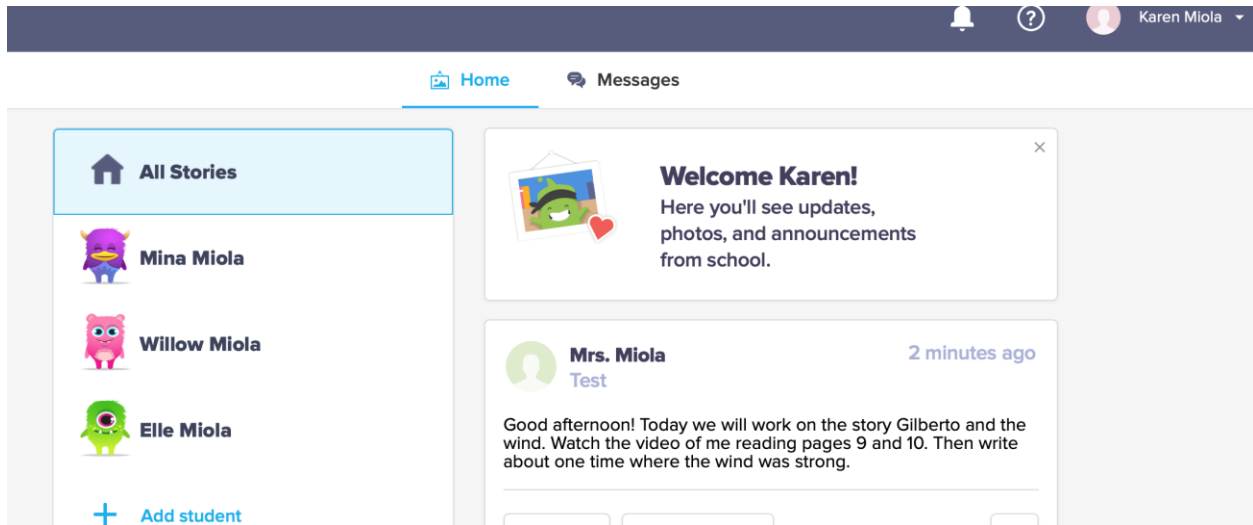 Karen Miola
Home
Messages
All Stories
Mina Miola
Willow Miola
Elle Miola
Add student
Welcome Karen!
Here you'll see updates,
photos, and announcements
from school.
Mrs. Miola
2 minutes ago
Test
Good afternoon! Today we will work on the story Gilberto and the
wind. Watch the video of me reading pages 9 and 10. Then write
about one time where the wind was strong.